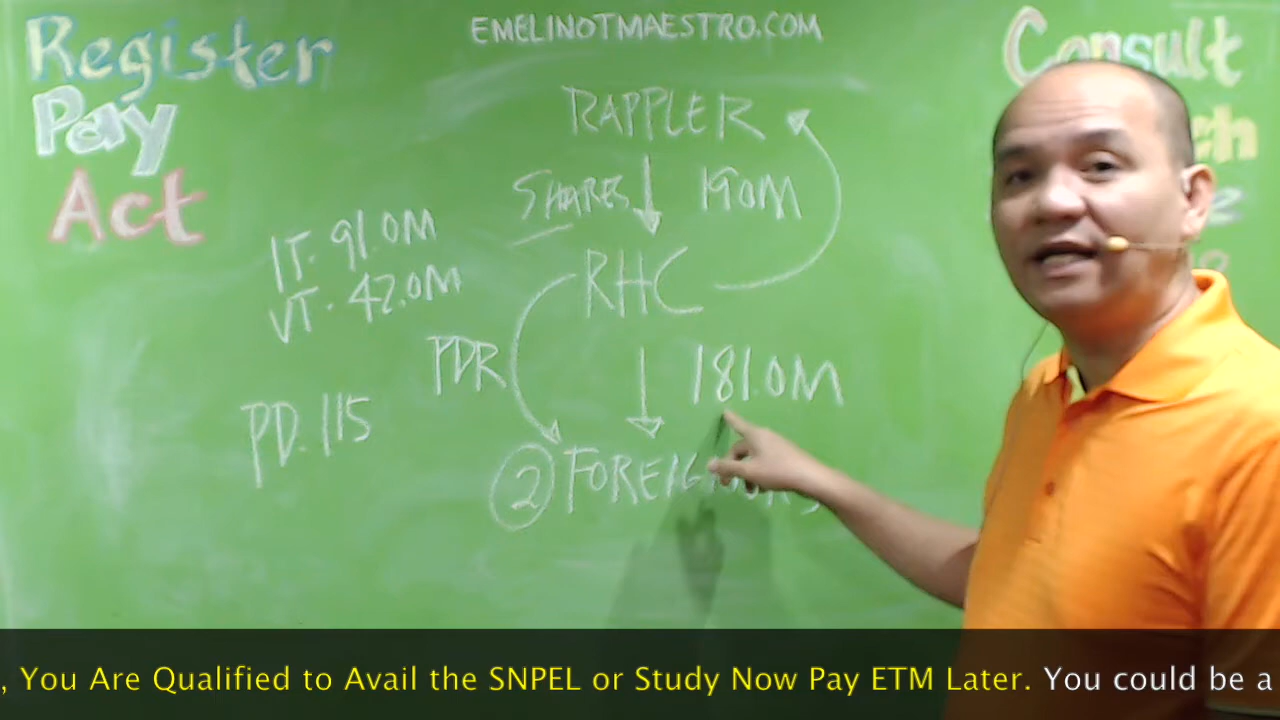 Register
Pay
Act
EMELINOTMAESTRO.COM
Consult
RAPPLER
SHARES 190M
RHC
IT. 91.0M
VT. 42.0M
PDR
181.0M
PD. 115
2
, You Are Qualified to Avail the SNPEL or Study Now Pay ETM Later. You could be a